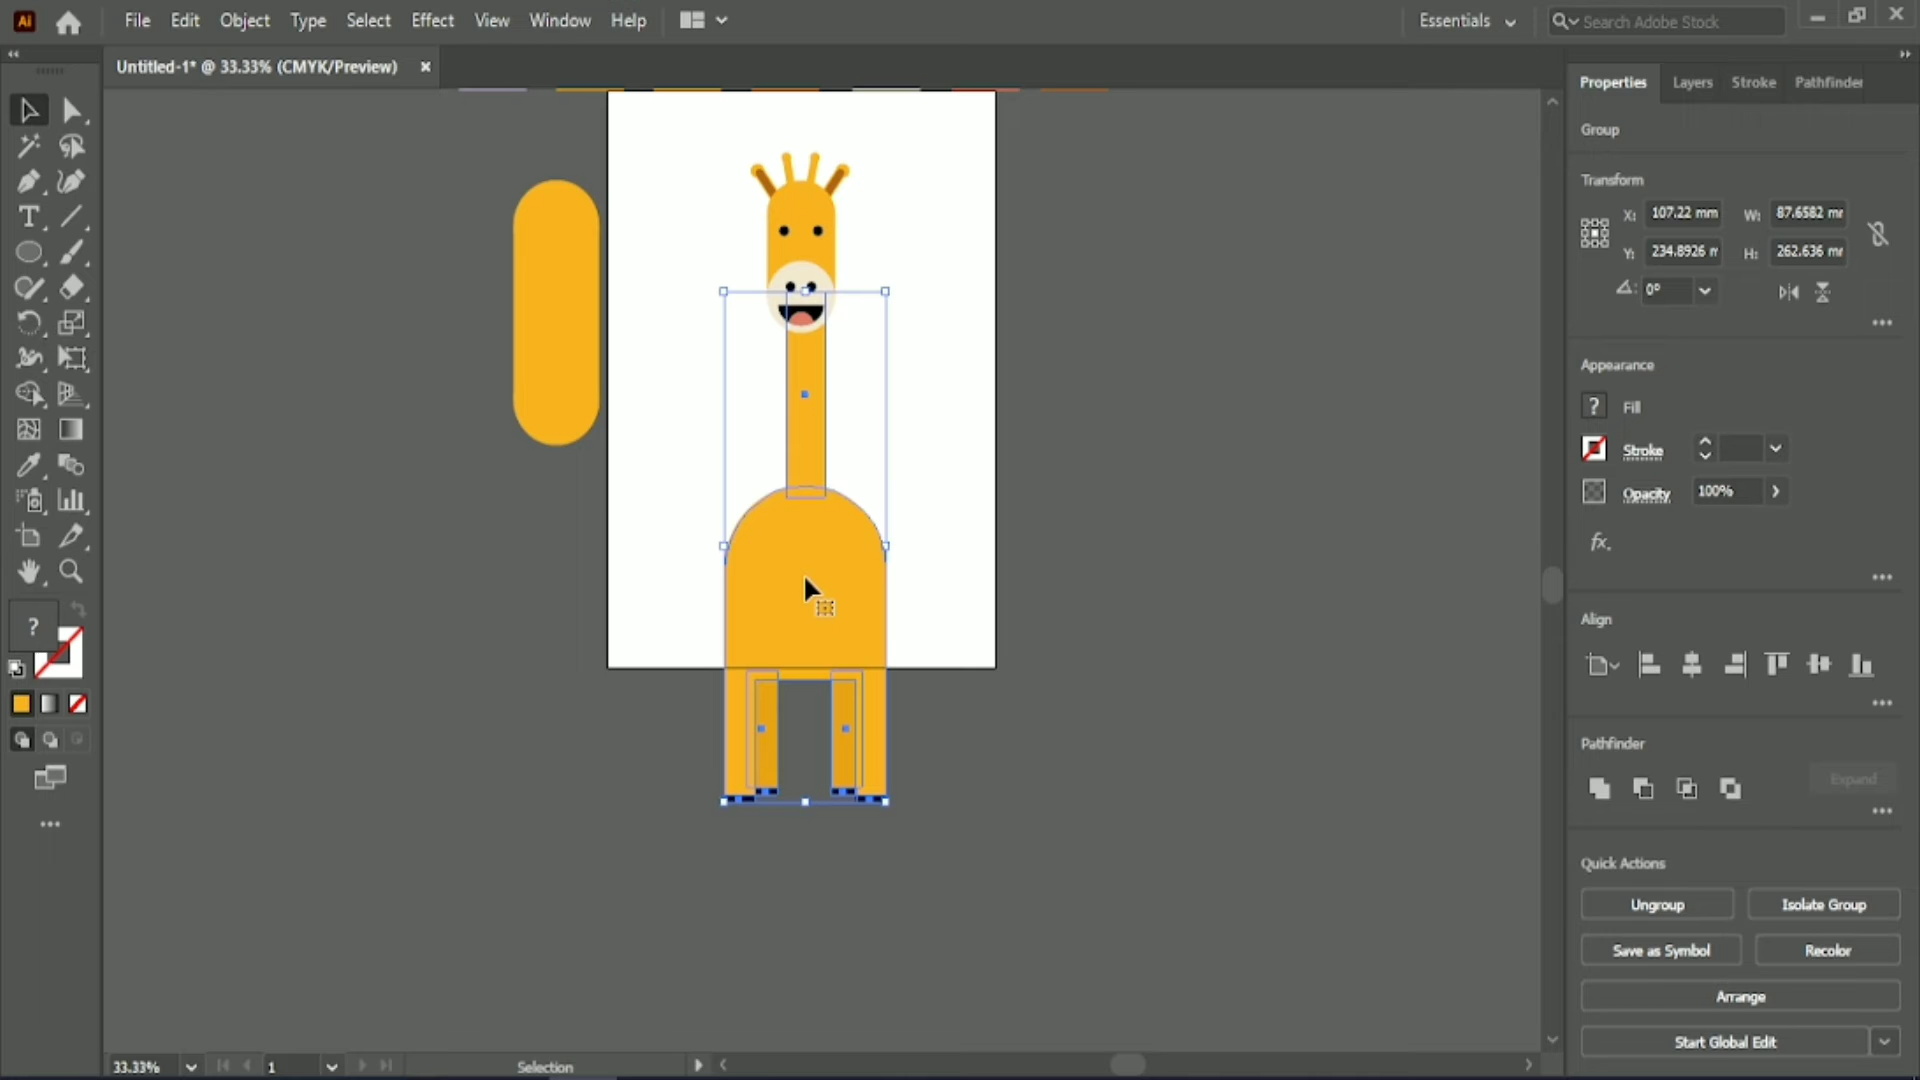 Ai File Edit Object Type Select Effect View Window Help Essentials Search Adobe Stock
Untitled-1* @ 33.33% (CMYK/Preview) ×
Properties Layers Stroke Pathfinder
Group
Transform
X: 107.22 mm W: 87.6582 mr
Y: 234.8926 r H: 262.636 mr
0°
Appearance
? Fill
Stroke
Opacity 100%
fx.
Align
Pathfinder
Expand
Quick Actions
Ungroup Isolate Group
Save as Symbol Recolor
Arrange
Start Global Edit
T
?
33.33% 1 Selection